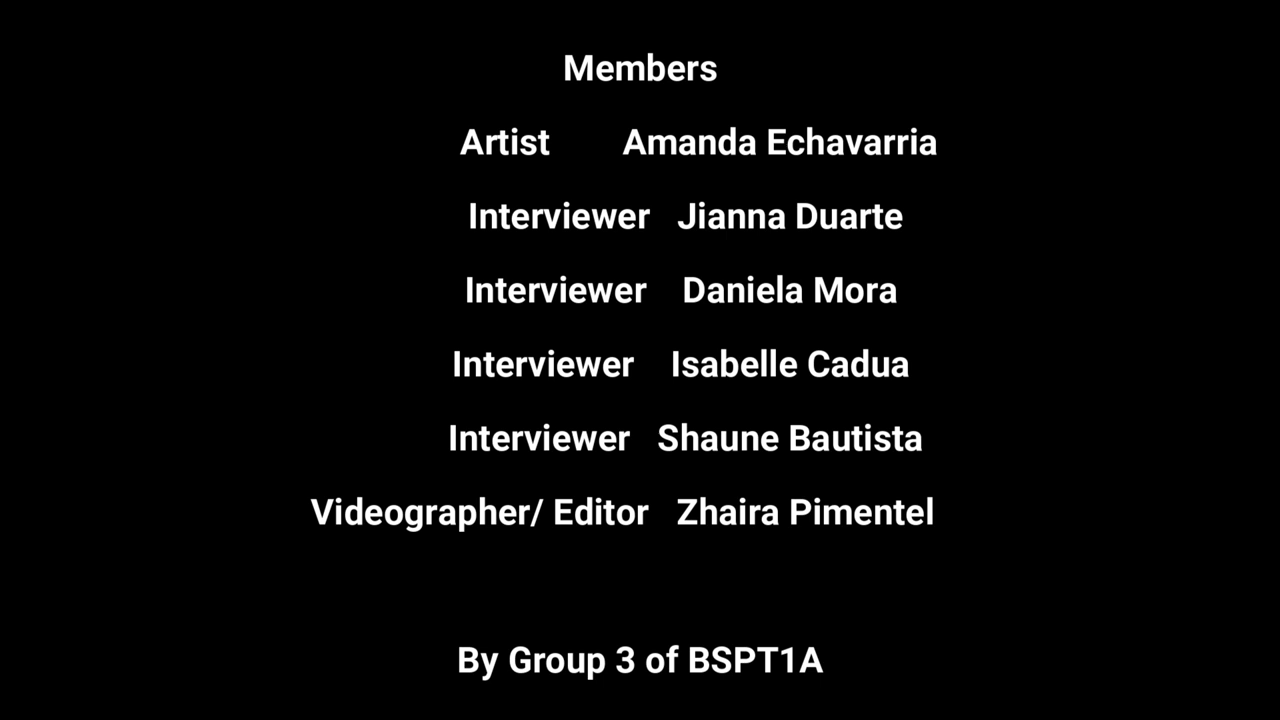 Members
Artist Amanda Echavarria
Interviewer Jianna Duarte
Interviewer Daniela Mora
Interviewer Isabelle Cadua
Interviewer Shaune Bautista
Videographer/ Editor Zhaira Pimentel
By Group 3 of BSPT1A